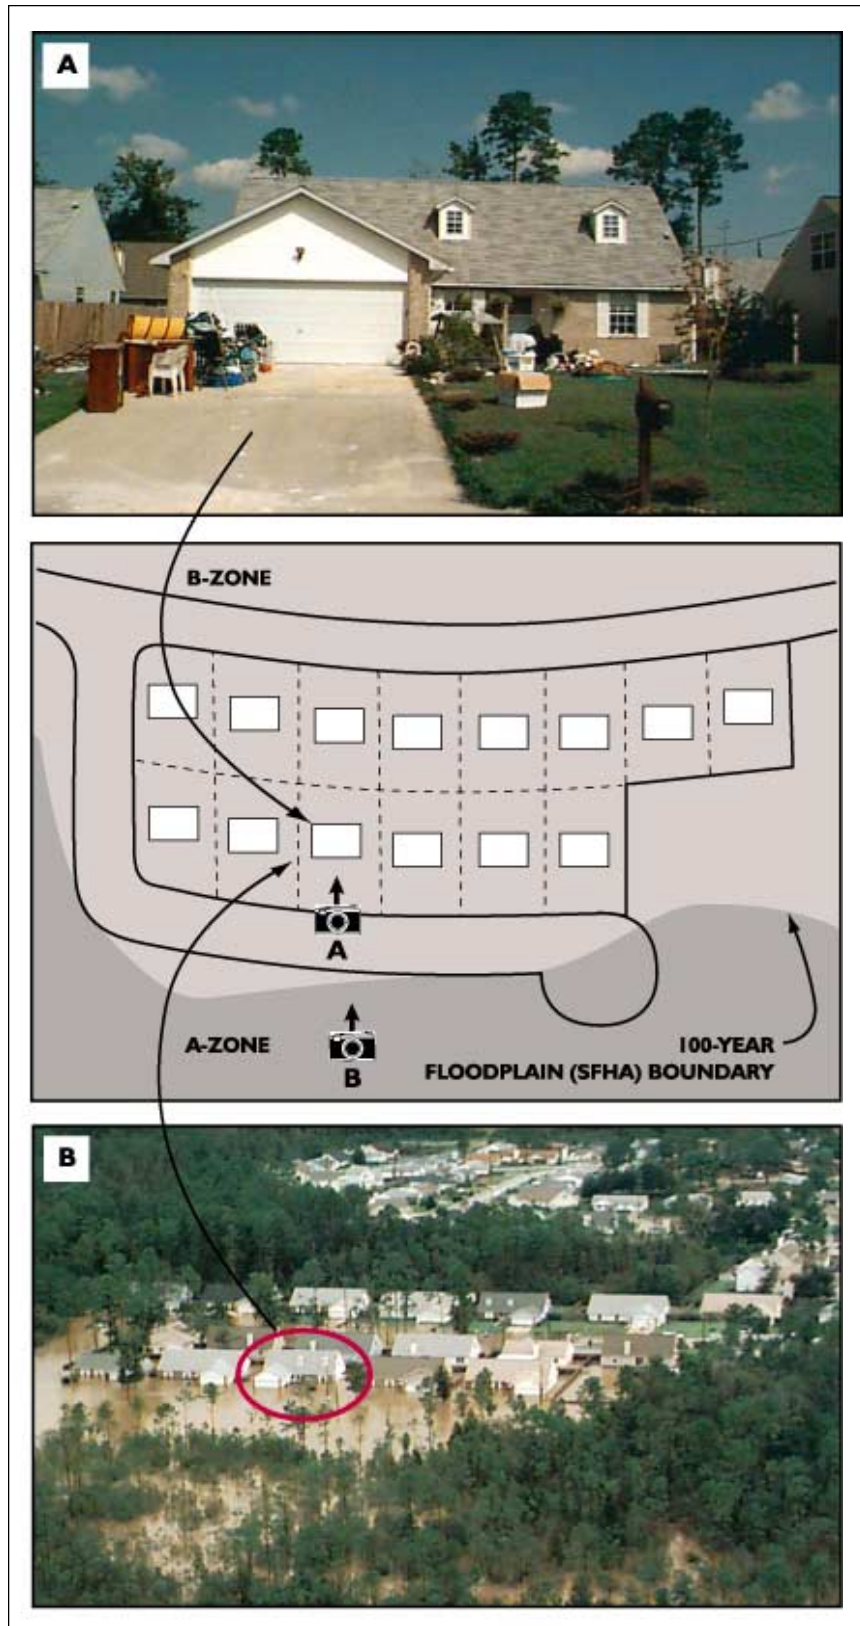 A
B-ZONE
A
A-ZONE
B
100-YEAR
FLOODPLAIN (SFHA) BOUNDARY
B